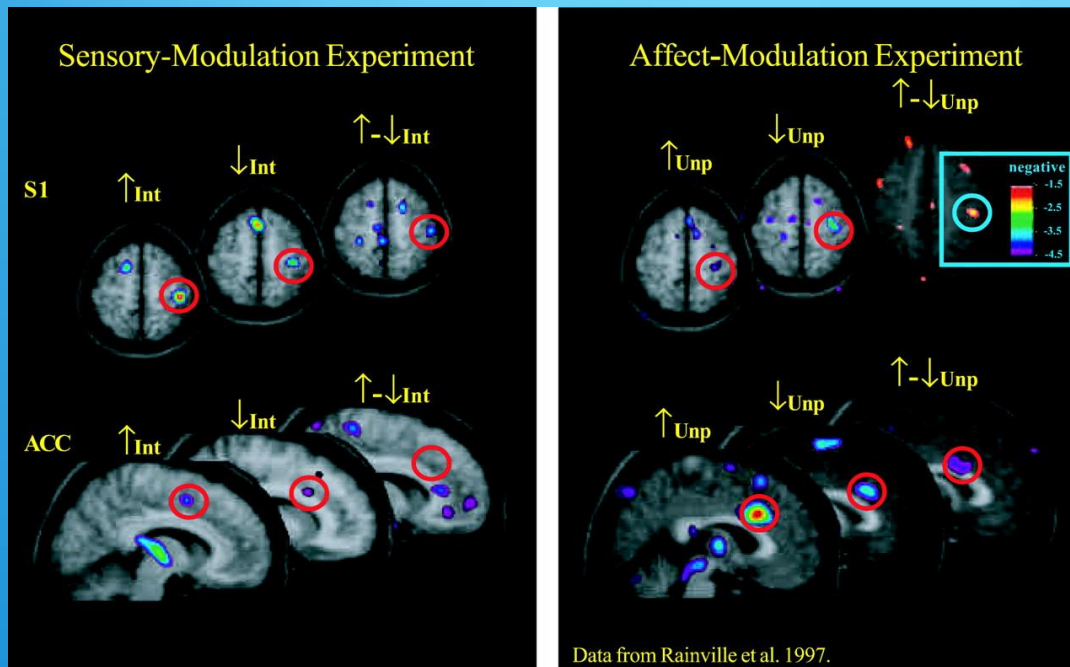 Sensory-Modulation Experiment
↑-↓Int
↓Int
↑Int
S1
↑-↓Int
↓Int
↑Int
ACC
Affect-Modulation Experiment
↑-↓Unp
↓Unp
↑Unp
negative
-1.5
-2.5
-3.5
-4.5
↑-↓Unp
↓Unp
↑Unp
Data from Rainville et al. 1997.